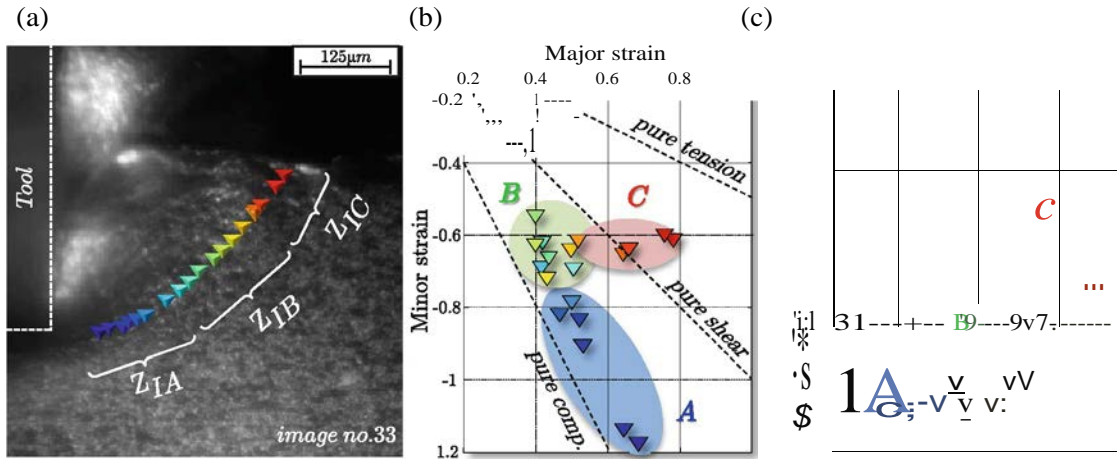 (a)
(b)
(c)
125μm
Tool
Z_IC
Z_IB
Z_IA
image no.33
Major strain
0.2 0.4 0.6 0.8
-0.2
pure tension
-0.4
B
C
-0.6
Minor strain
-0.8
pure shear
-1
pure comp.
A
1.2
C
B
1A